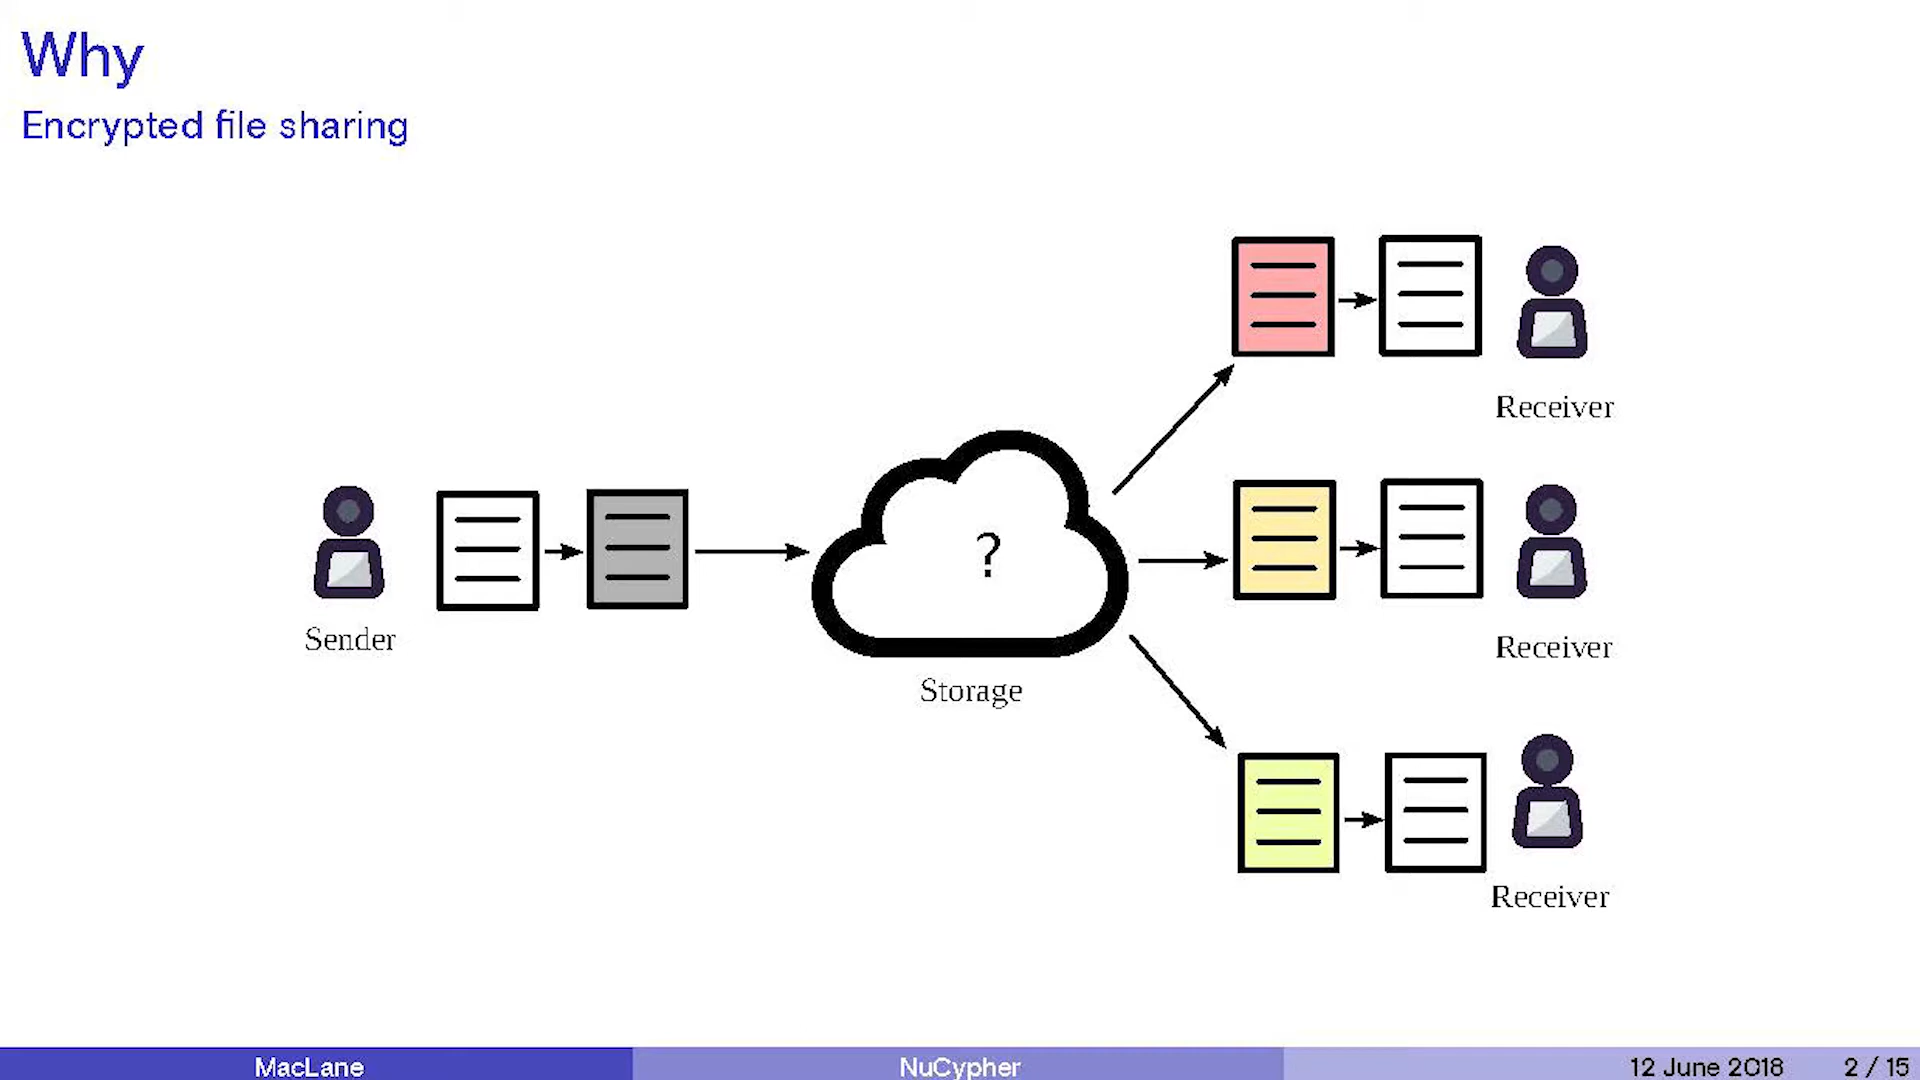 Why
Encrypted file sharing
Receiver
?
Sender
Receiver
Storage
Receiver
MacLane
NuCypher
12 June 2018
2 / 15